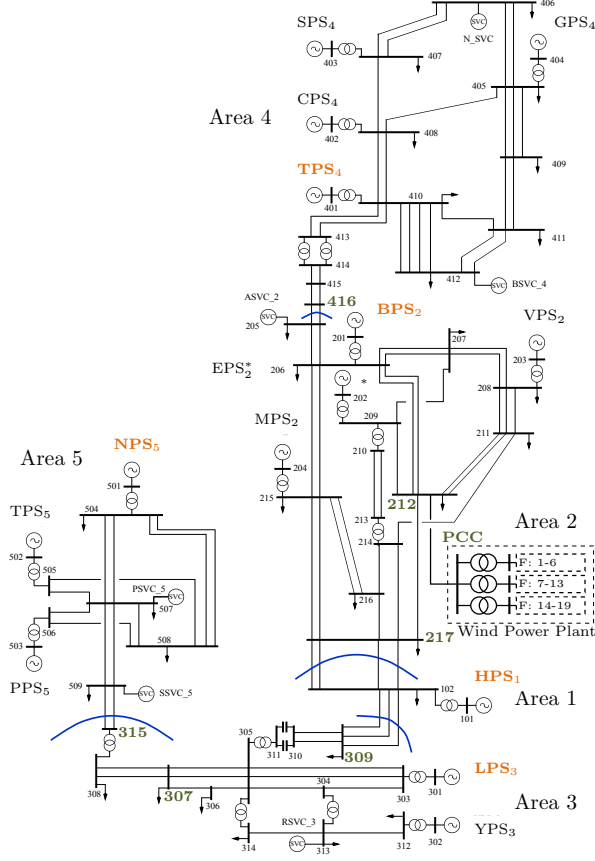 406
SPS4
GPS4
SVC
N_SVC
403
407
404
405
CPS4
Area 4
402
408
409
TPS4
401
410
411
413
414
412
SVC
BSVC_4
415
416
ASVC_2
SVC
205
BPS2
201
207
VPS2
203
EPS2*
206
*
202
208
209
211
MPS2
204
210
NPS5
Area 5
501
215
212
504
213
Area 2
TPS5
214
PCC
502
505
F: 1-6
PSVC_5
SVC
507
F: 7-13
216
506
F: 14-19
503
508
217
Wind Power Plant
PPS5
509
SVC
SSVC_5
HPS1
102
Area 1
101
315
305
311
310
309
308
307
306
304
303
301
LPS3
Area 3
RSVC_3
314
SVC
313
312
302
YPS3